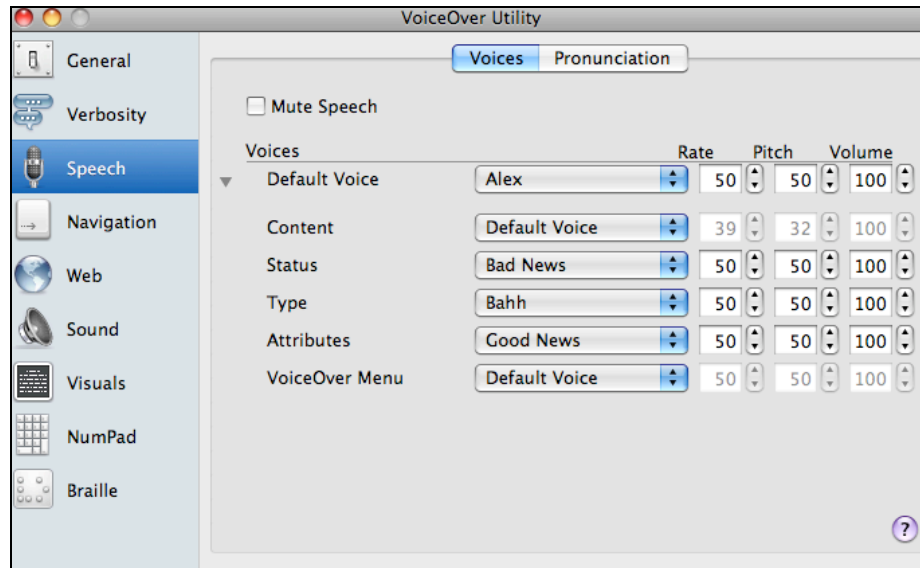 VoiceOver Utility
General
Verbosity
Speech
Navigation
Web
Sound
Visuals
NumPad
Braille
Voices Pronunciation
Mute Speech
Voices Rate Pitch Volume
Default Voice Alex 50 50 100
Content Default Voice 39 32 100
Status Bad News 50 50 100
Type Bahh 50 50 100
Attributes Good News 50 50 100
VoiceOver Menu Default Voice 50 50 100
?